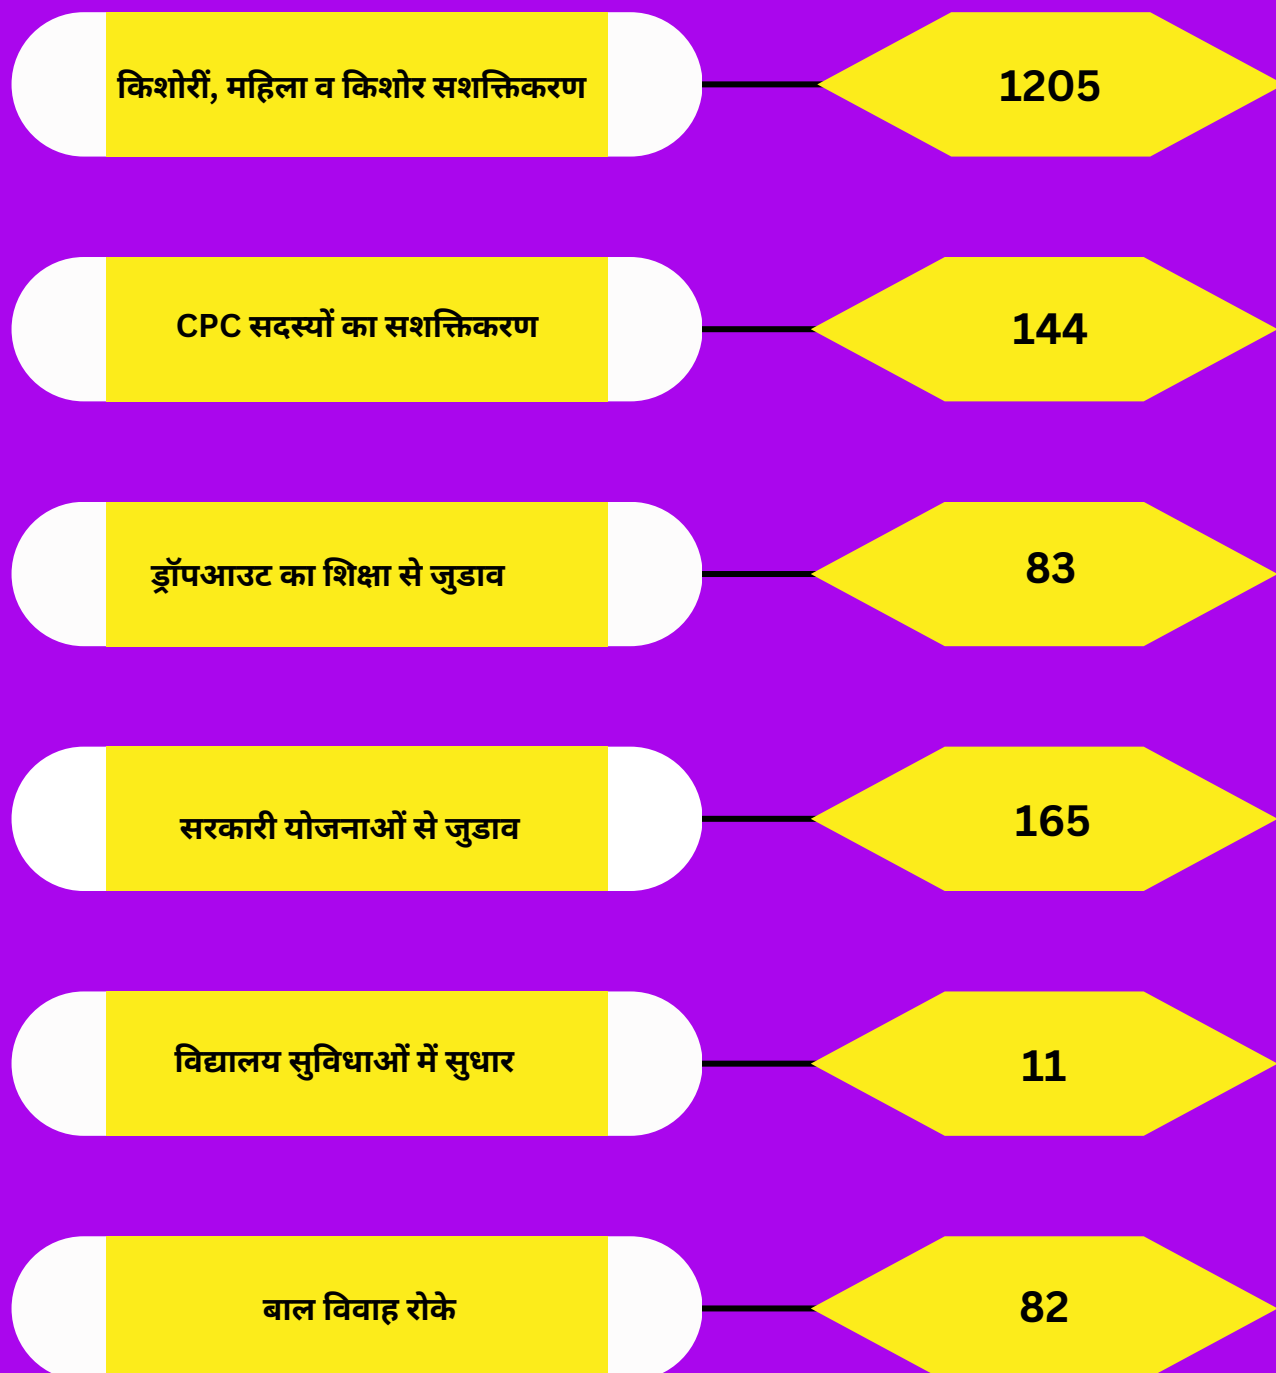 किशोरीं, महिला व किशोर सशक्तिकरण
1205
CPC सदस्यों का सशक्तिकरण
144
ड्रॉपआउट का शिक्षा से जुडाव
83
सरकारी योजनाओं से जुडाव
165
विद्यालय सुविधाओं में सुधार
11
बाल विवाह रोके
82